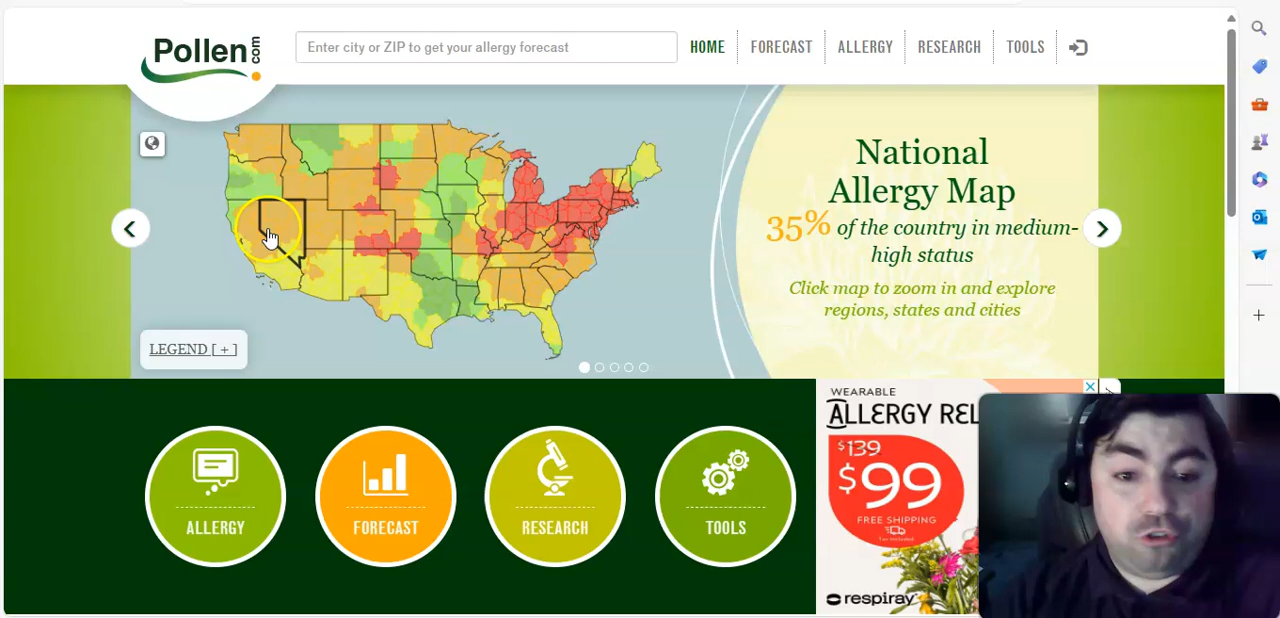 Pollen.com
Enter city or ZIP to get your allergy forecast
HOME
FORECAST
ALLERGY
RESEARCH
TOOLS
National
Allergy Map
35% of the country in medium-
high status
Click map to zoom in and explore
regions, states and cities
LEGEND [ + ]
ALLERGY
FORECAST
RESEARCH
TOOLS
WEARABLE
ALLERGY REL
$139
$99
FREE SHIPPING
respiray